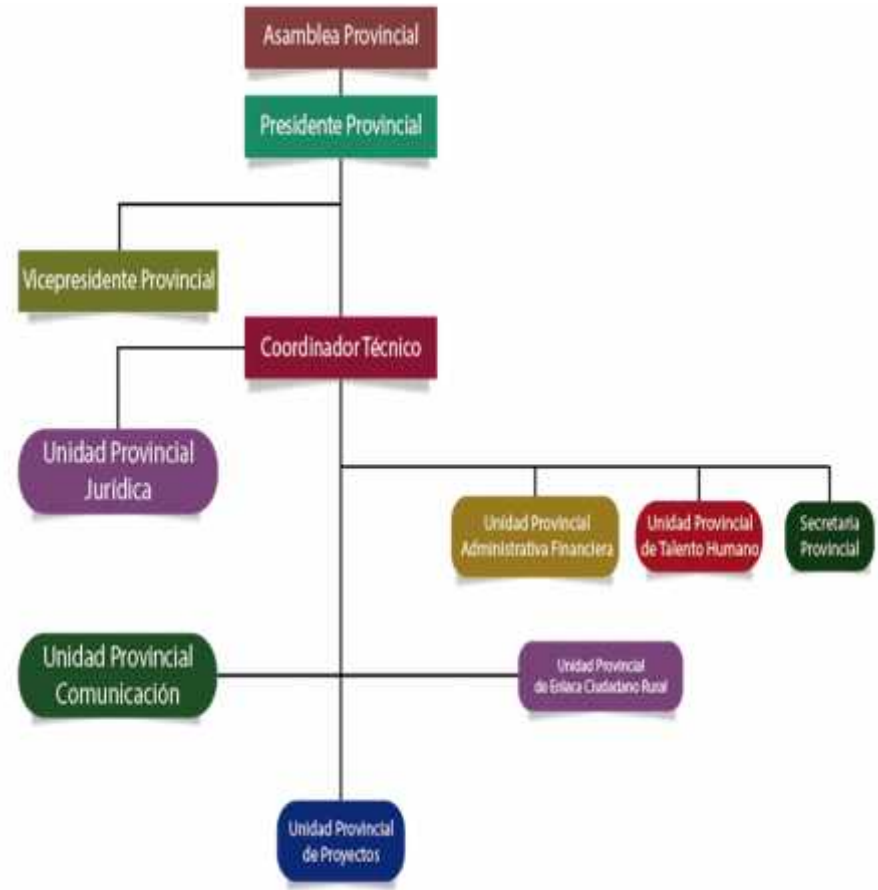 Asamblea Provincial
Presidente Provincial
Vicepresidente Provincial
Coordinador Técnico
Unidad Provincial
Jurídica
Unidad Provincial
Administrativa Financiera
Unidad Provincial
de Talento Humano
Secretaria
Provincial
Unidad Provincial
Comunicación
Unidad Provincial
de Enlaca Ciudadano Rural
Unidad Provincial
de Proyectos